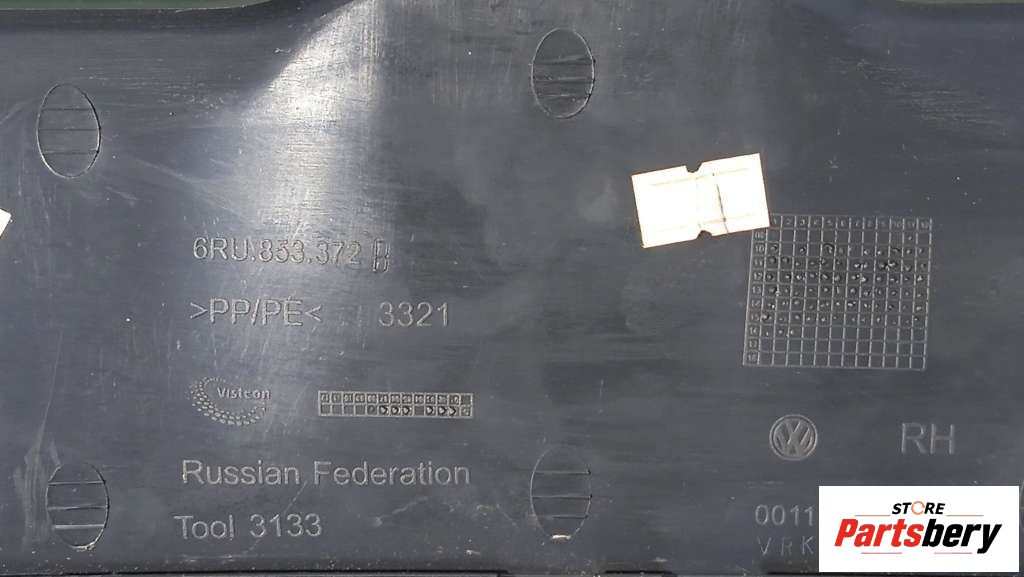 6RU.853.372
>PP/PE< 3321
Visteon
RH
Russian Federation
Tool 3133
0011
VRK
STORE
Partsbery